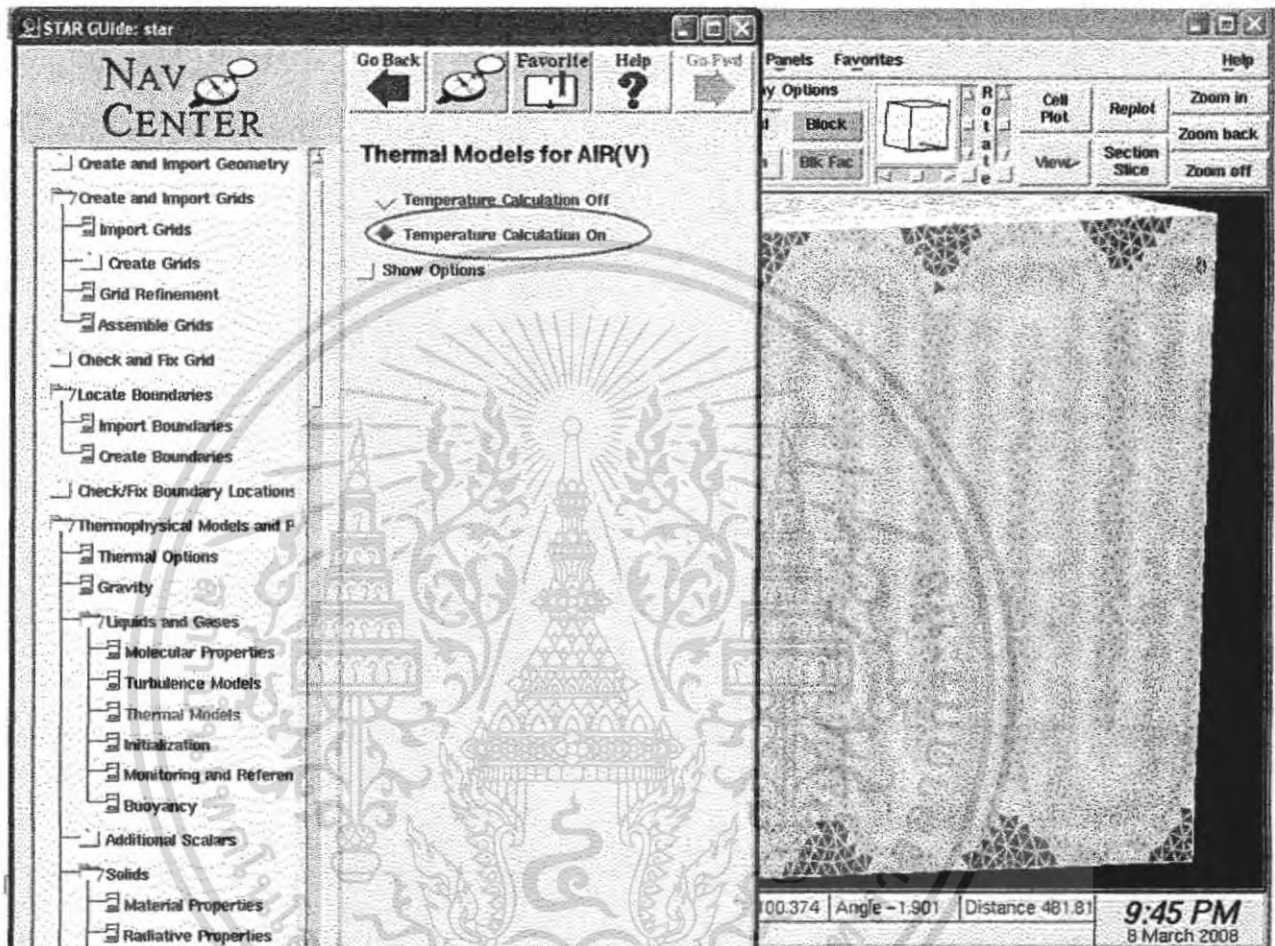 STAR GUIde: star
NAV
CENTER
Create and Import Geometry
Create and Import Grids
Import Grids
Create Grids
Grid Refinement
Assemble Grids
Check and Fix Grid
Locate Boundaries
Import Boundaries
Create Boundaries
Check/Fix Boundary Locations
Thermophysical Models and P
Thermal Options
Gravity
Liquids and Gases
Molecular Properties
Turbulence Models
Thermal Models
Initialization
Monitoring and Referen
Buoyancy
Additional Scalars
Solids
Material Properties
Radiative Properties
Go Back
Favorite
Help
Go Fwd
Thermal Models for AIR(V)
Temperature Calculation Off
Temperature Calculation On
Show Options
Panels Favorites Help
y Options
Block
Blk Fac
Rotate
Cell Plot
View
Replot
Section Slice
Zoom in
Zoom back
Zoom off
100.374 Angle -1.901 Distance 481.81
9:45 PM
8 March 2008